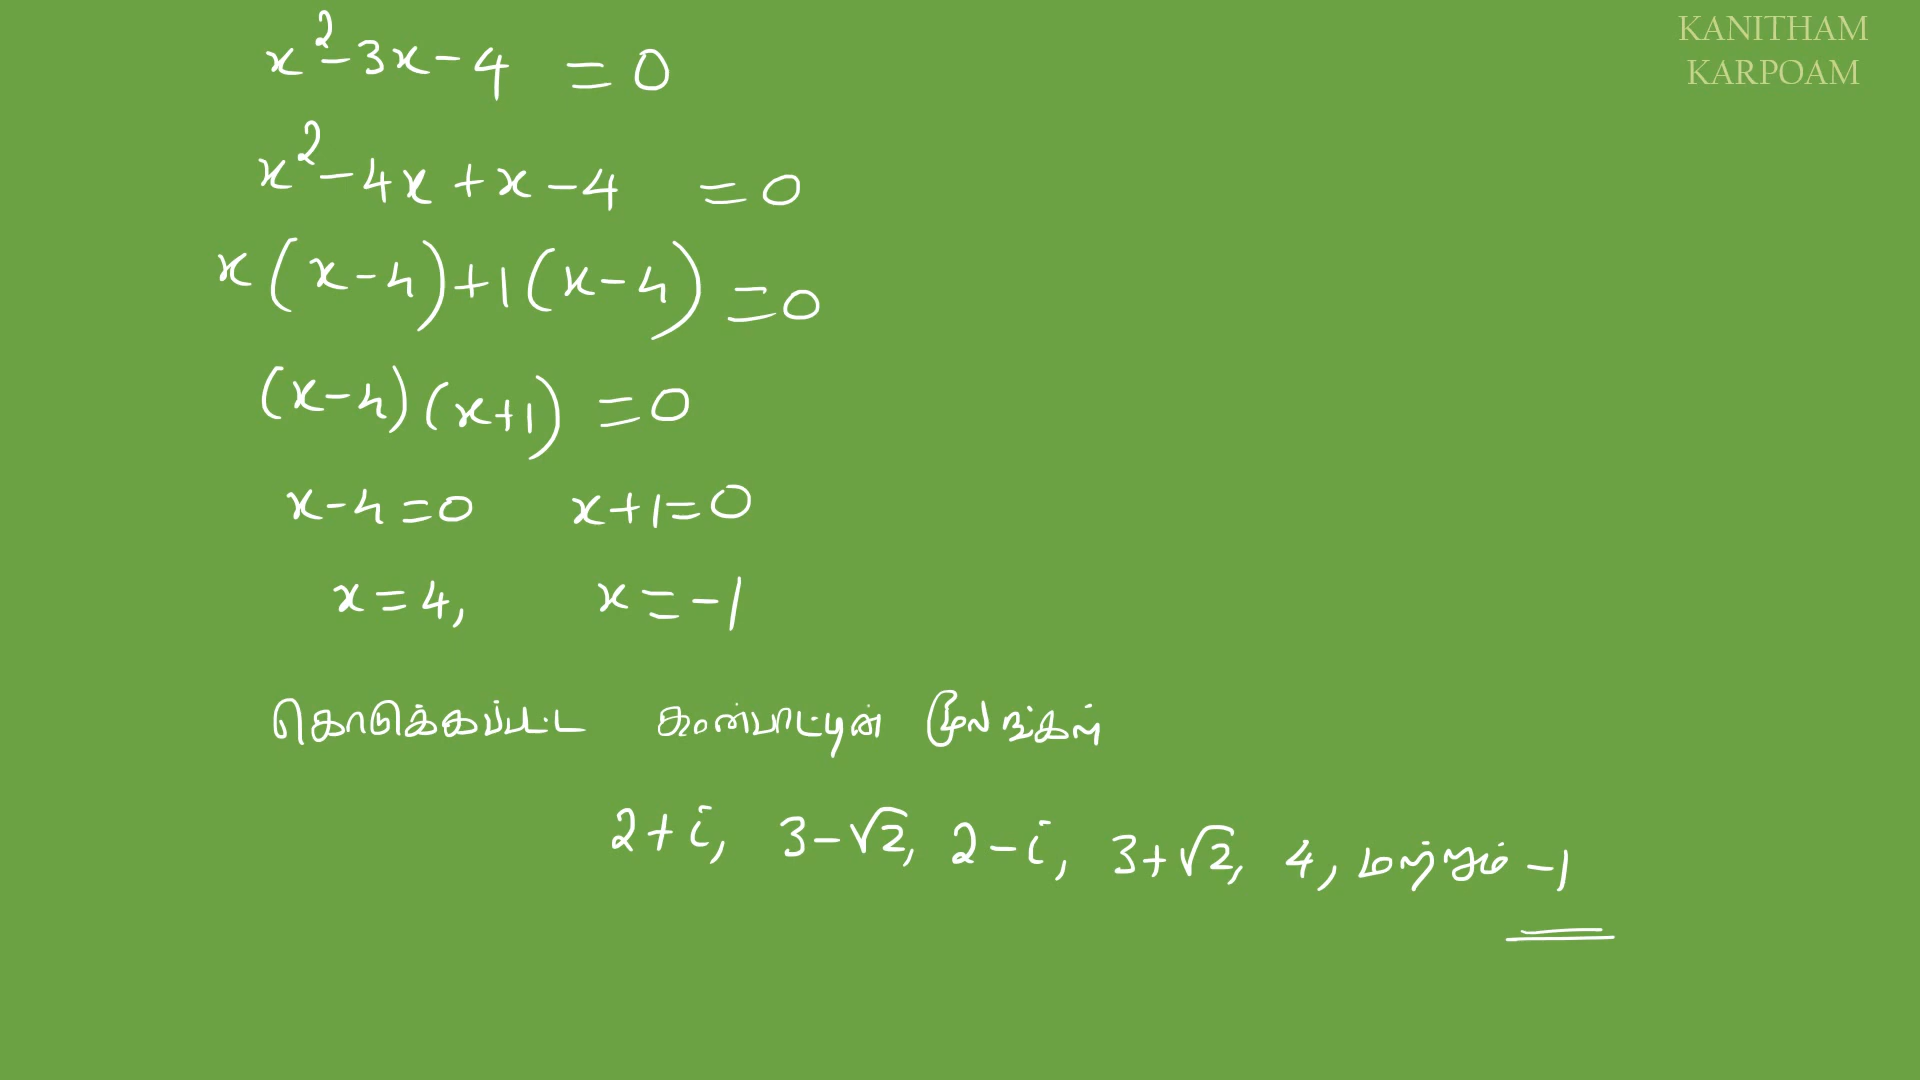 KANITHAM
KARPOAM
x²-3x-4 =0
x²-4x+x-4 =0
x(x-4)+1(x-4)=0
(x-4)(x+1)=0
x-4=0 x+1=0
x=4, x=-1
கொடுக்கப்பட்ட சமன்பாட்டின் மூலங்கள்
2+i, 3-√2, 2-i, 3+√2, 4, மற்றும் -1